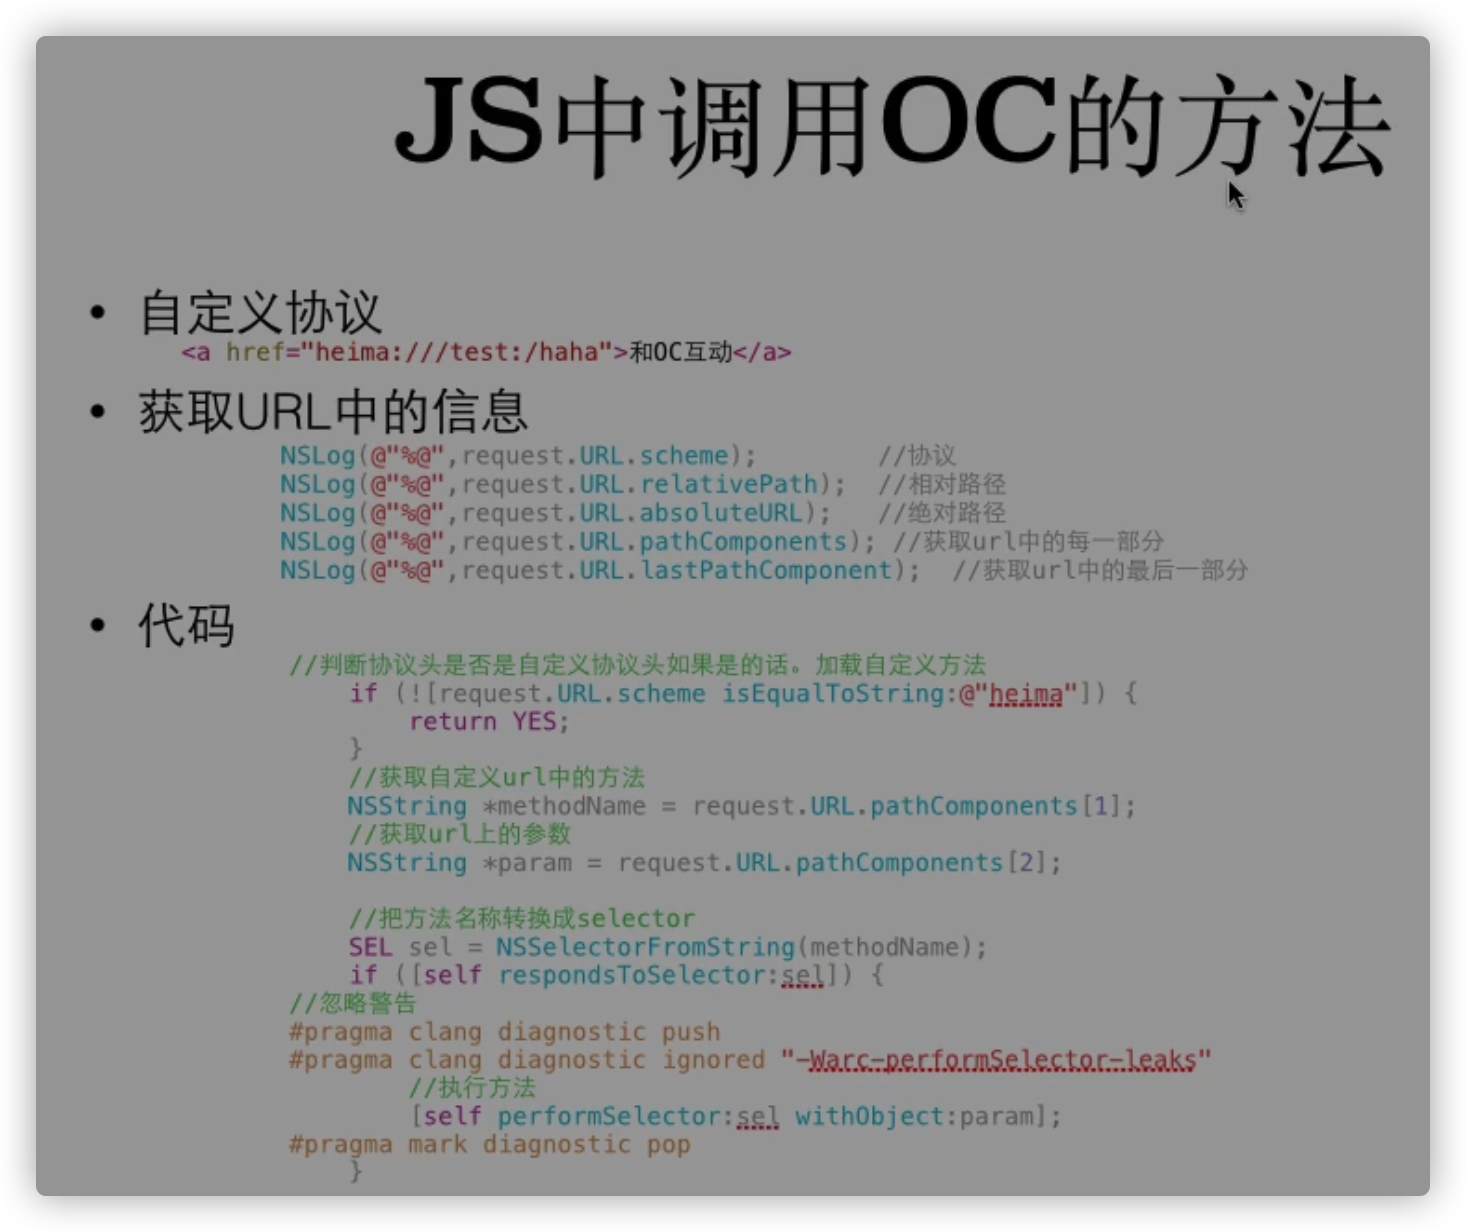 JS中调用OC的方法
• 自定义协议
<a href="heima:///test:/haha">和OC互动</a>
• 获取URL中的信息
NSLog(@"%@",request.URL.scheme);        //协议
NSLog(@"%@",request.URL.relativePath);  //相对路径
NSLog(@"%@",request.URL.absoluteURL);   //绝对路径
NSLog(@"%@",request.URL.pathComponents); //获取url中的每一部分
NSLog(@"%@",request.URL.lastPathComponent);  //获取url中的最后一部分
• 代码
//判断协议头是否是自定义协议头如果是的话。加载自定义方法
    if (![request.URL.scheme isEqualToString:@"heima"]) {
        return YES;
    }
    //获取自定义url中的方法
    NSString *methodName = request.URL.pathComponents[1];
    //获取url上的参数
    NSString *param = request.URL.pathComponents[2];
    //把方法名称转换成selector
    SEL sel = NSSelectorFromString(methodName);
    if ([self respondsToSelector:sel]) {
//忽略警告
#pragma clang diagnostic push
#pragma clang diagnostic ignored "-Warc-performSelector-leaks"
        //执行方法
        [self performSelector:sel withObject:param];
#pragma mark diagnostic pop
    }